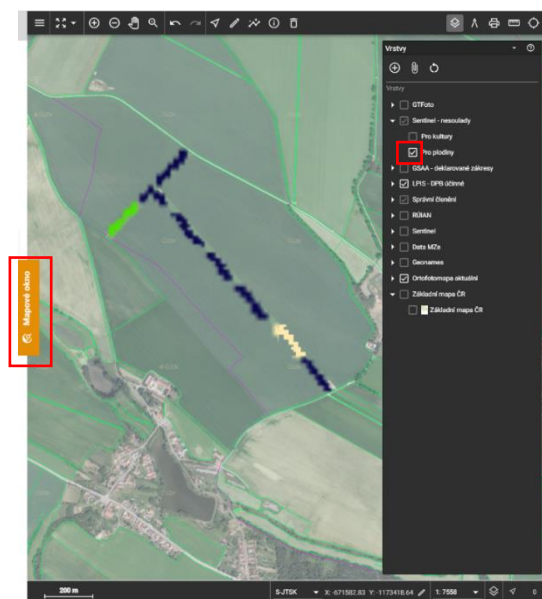 Vrstvy
Vrstvy
GTFoto
Sentinel - nesoulady
Pro kultury
Pro plodiny
GSAA - deklarované zákresy
LPIS - DPB účinné
Správní členění
RÚIAN
Sentinel
Data MZe
Geonames
Ortofotomapa aktuální
Základní mapa ČR
Základní mapa ČR
Mapové okno
200 m
S-JTSK
X: -671582.83 Y: -1173418.64
1: 7558
0